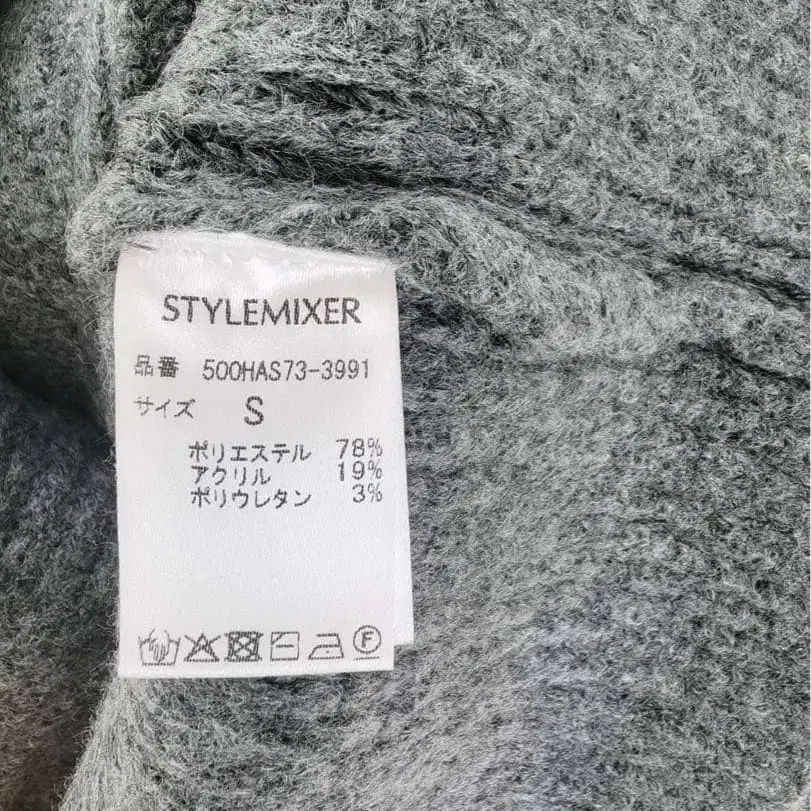 STYLEMIXER
品番 500HAS73-3991
サイズ S
ポリエステル 78%
アクリル 19%
ポリウレタン 3%
F